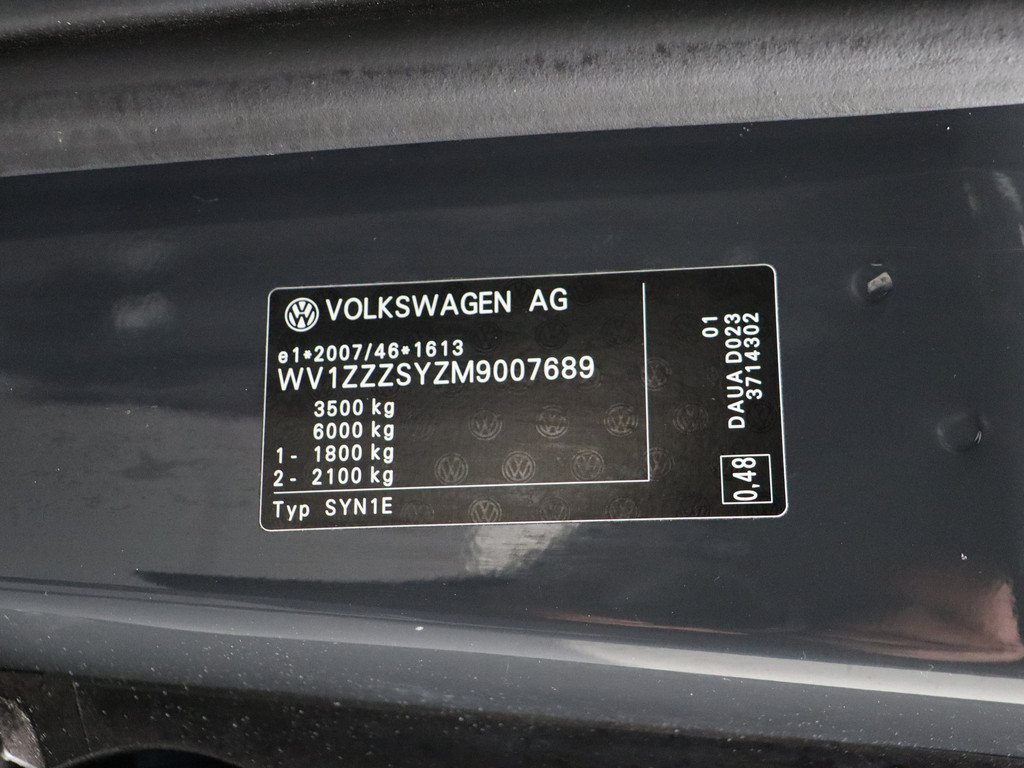 VOLKSWAGEN AG
e1*2007/46*1613
WV1ZZZSYZM9007689
3500 kg
6000 kg
1- 1800 kg
2- 2100 kg
Typ SYN1E
01
DAUA D023
3714302
0,48